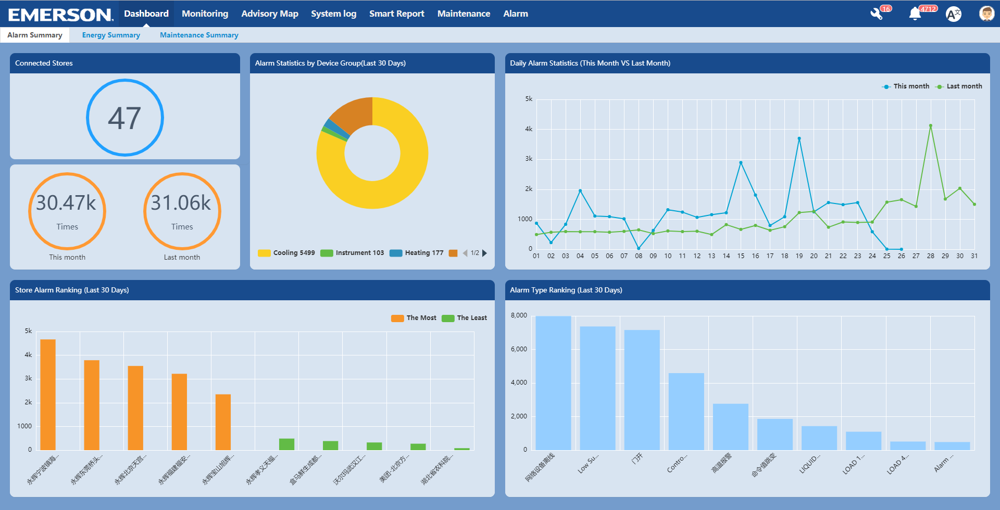 EMERSON
Dashboard Monitoring Advisory Map System log Smart Report Maintenance Alarm
16
4712
A文
Alarm Summary Energy Summary Maintenance Summary
Connected Stores
47
30.47k
Times
This month
31.06k
Times
Last month
Alarm Statistics by Device Group(Last 30 Days)
Cooling 5499 Instrument 103 Heating 177 1/2
Daily Alarm Statistics (This Month VS Last Month)
This month Last month
5k
4k
3k
2k
1000
0
01 02 03 04 05 06 07 08 09 10 11 12 13 14 15 16 17 18 19 20 21 22 23 24 25 26 27 28 29 30 31
Store Alarm Ranking (Last 30 Days)
The Most The Least
5k
4k
3k
2k
1000
0
永辉宁波镇海...
永辉东莞桥头...
永辉北京天宫...
永辉福建福安...
永辉宝山旭辉...
永辉孝义天福...
盒马鲜生成都...
沃尔玛武汉江...
美团-北京方...
湖北省农科院...
Alarm Type Ranking (Last 30 Days)
8,000
6,000
4,000
2,000
0
网络设备离线
Low Su...
门开
Contro...
高温报警
命令值跳变
LIQUID...
LOAD 1...
LOAD 4...
Alarm ...